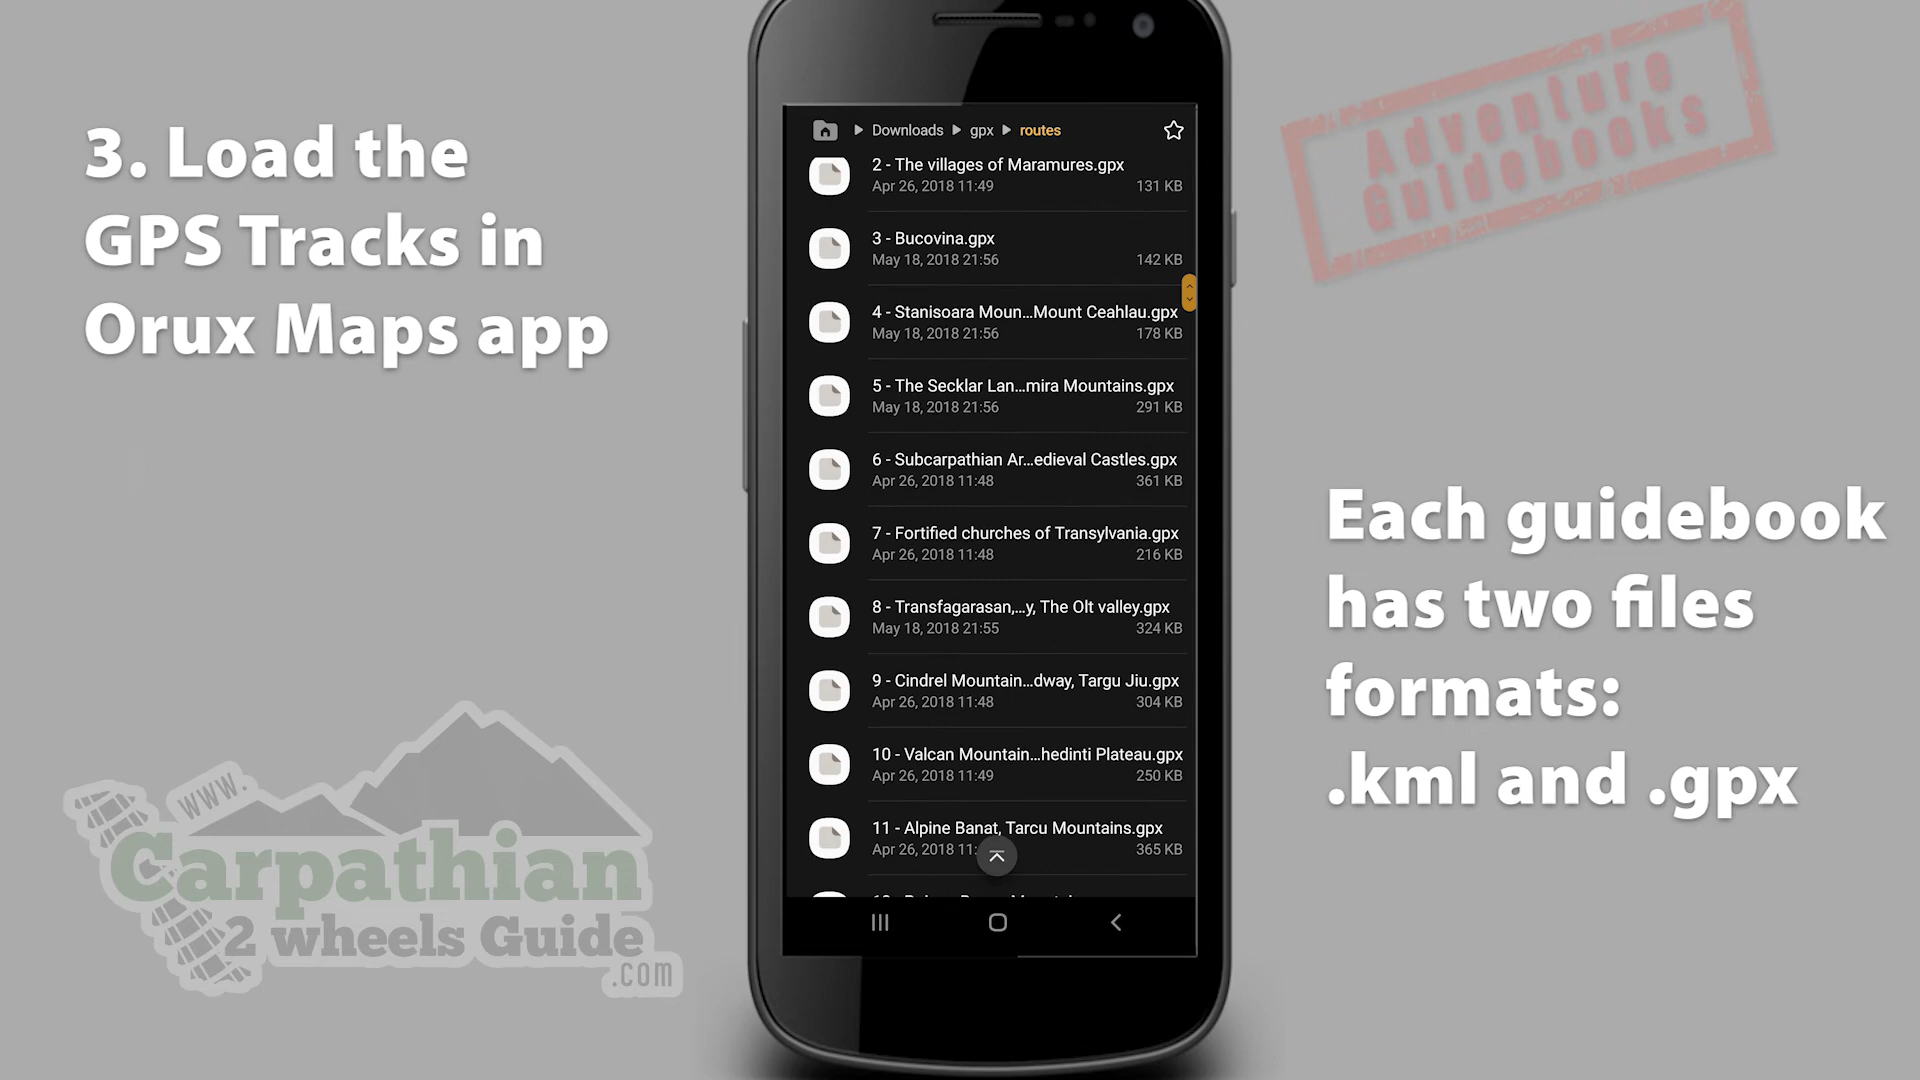 3. Load the
GPS Tracks in
Orux Maps app
Adventure
Guidebooks
Downloads gpx routes
2 - The villages of Maramures.gpx
Apr 26, 2018 11:49 131 KB
3 - Bucovina.gpx
May 18, 2018 21:56 142 KB
4 - Stanisoara Moun...Mount Ceahlau.gpx
May 18, 2018 21:56 178 KB
5 - The Secklar Lan...mira Mountains.gpx
May 18, 2018 21:56 291 KB
6 - Subcarpathian Ar...edieval Castles.gpx
Apr 26, 2018 11:48 361 KB
7 - Fortified churches of Transylvania.gpx
Apr 26, 2018 11:48 216 KB
8 - Transfagarasan,...y, The Olt valley.gpx
May 18, 2018 21:55 324 KB
9 - Cindrel Mountain...dway, Targu Jiu.gpx
Apr 26, 2018 11:48 304 KB
10 - Valcan Mountain...hedinti Plateau.gpx
Apr 26, 2018 11:49 250 KB
11 - Alpine Banat, Tarcu Mountains.gpx
Apr 26, 2018 11: 365 KB
Each guidebook
has two files
formats:
.kml and .gpx
www.
Carpathian
2 wheels Guide
.com